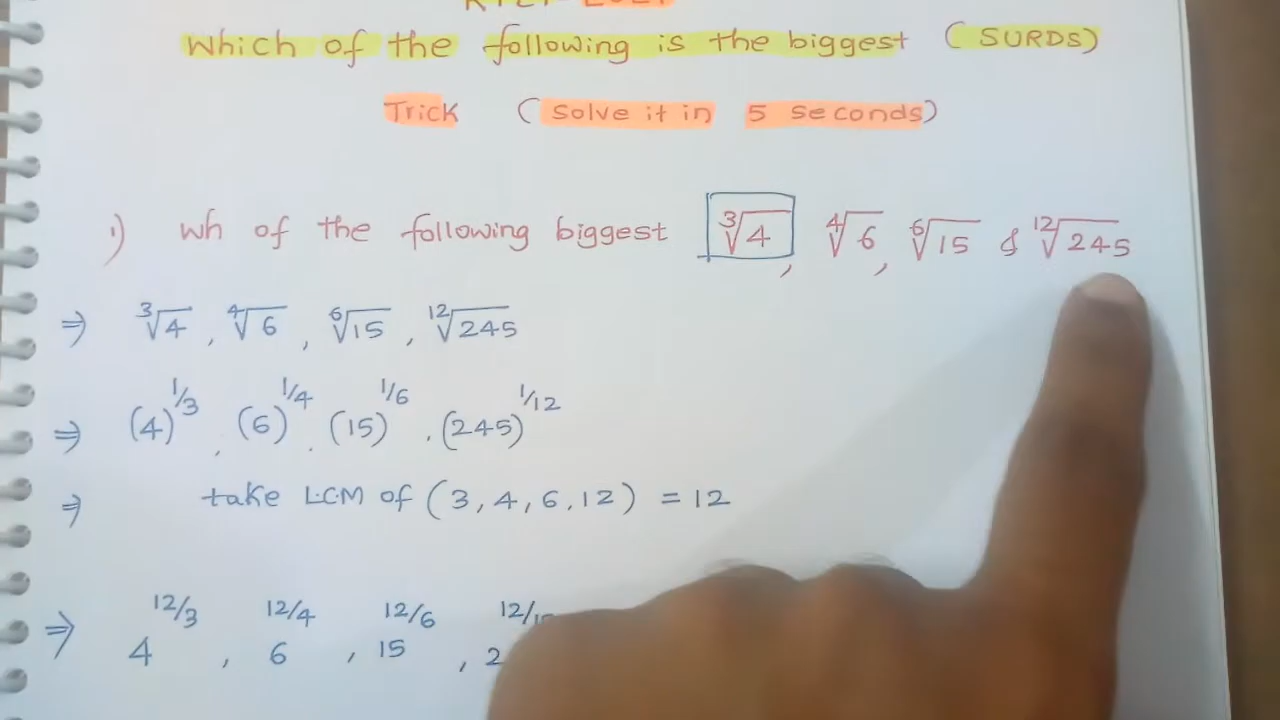 Which of the following is the biggest (SURDS)
Trick (Solve it in 5 seconds)
1) wh of the following biggest ∛4, ∜6, ⁶√15 & ¹²√245
⇒ ∛4, ∜6, ⁶√15, ¹²√245
⇒ (4)^1/3, (6)^1/4, (15)^1/6, (245)^1/12
⇒ take LCM of (3, 4, 6, 12) = 12
⇒ 4^12/3, 6^12/4, 15^12/6,